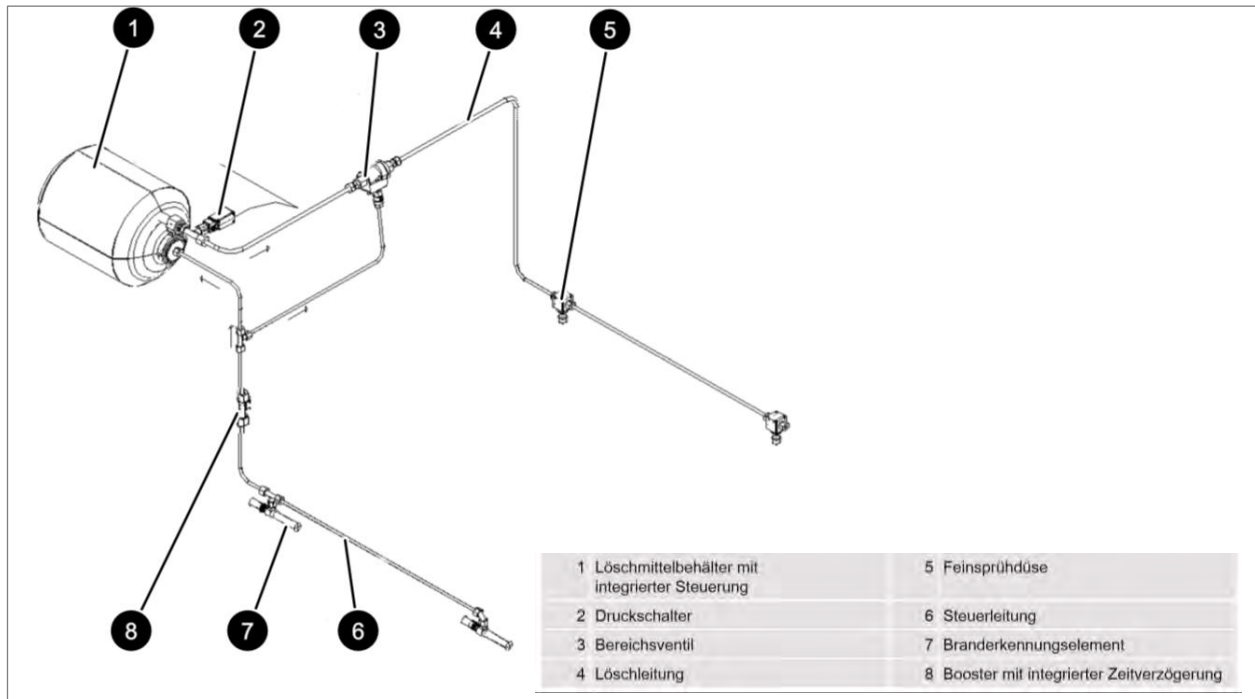 1 2 3 4 5
8 7 6
1 Löschmittelbehälter mit
integrierter Steuerung
5 Feinsprühdüse
2 Druckschalter
6 Steuerleitung
3 Bereichsventil
7 Branderkennungselement
4 Löschleitung
8 Booster mit integrierter Zeitverzögerung